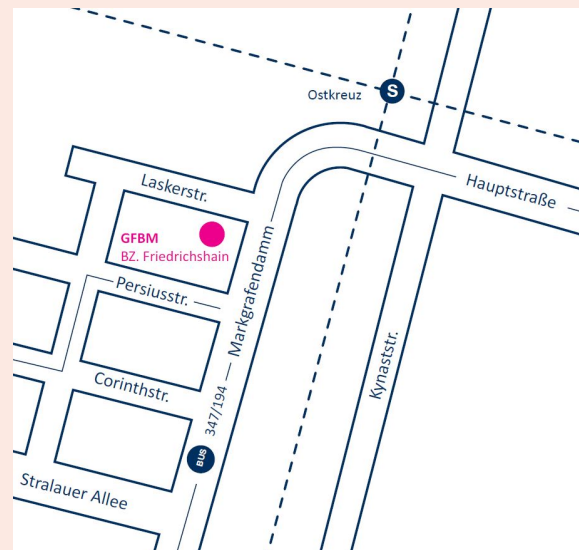 S
Ostkreuz
Hauptstraße
Laskerstr.
GFBM
BZ. Friedrichshain
Persiusstr.
Markgrafendamm
Kynaststr.
Corinthstr.
347/194
BUS
Stralauer Allee